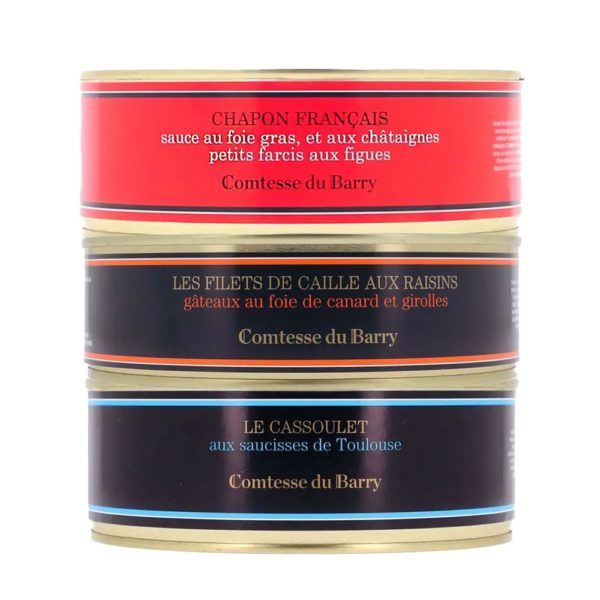 CHAPON FRANÇAIS
sauce au foie gras, et aux châtaignes
petits farcis aux figues
Comtesse du Barry
LES FILETS DE CAILLE AUX RAISINS
gâteaux au foie de canard et girolles
Comtesse du Barry
LE CASSOULET
aux saucisses de Toulouse
Comtesse du Barry